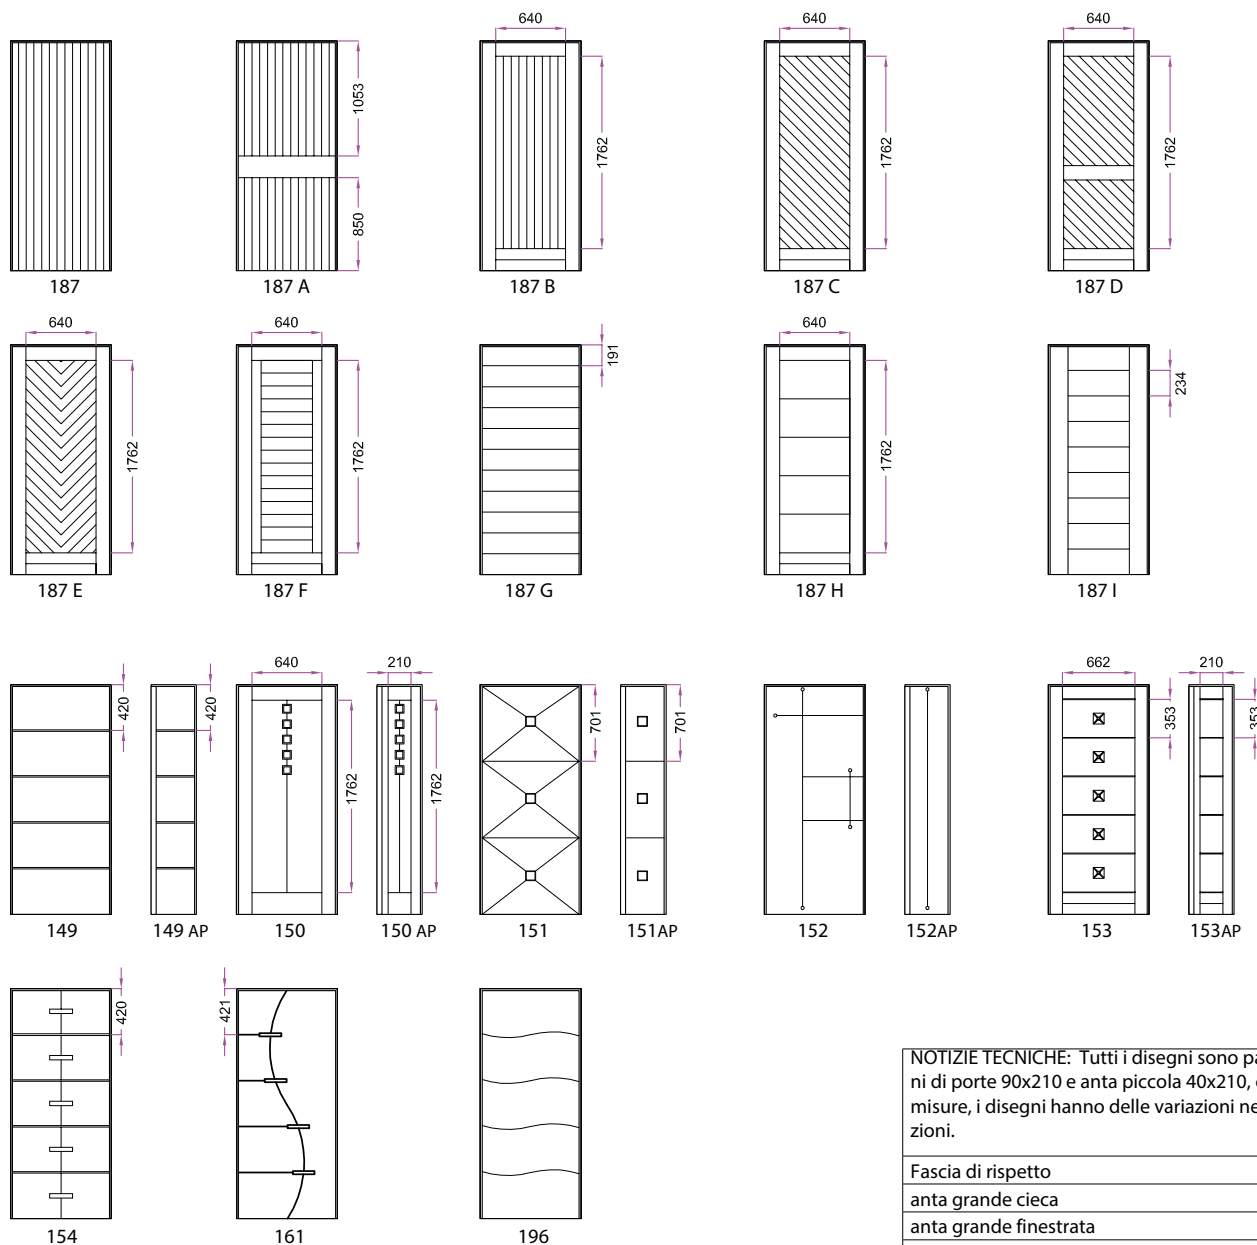 640
640
640
1053
850
1762
1762
1762
187
187 A
187 B
187 C
187 D
640
640
640
191
234
1762
1762
1762
187 E
187 F
187 G
187 H
187 I
640
210
662
210
420
420
701
701
353
353
1762
1762
149
149 AP
150
150 AP
151
151AP
152
152AP
153
153AP
420
421
154
161
196
NOTIZIE TECNICHE: Tutti i disegni sono
ni di porte 90x210 e anta piccola 40x210,
misure, i disegni hanno delle variazioni
zioni.
Fascia di rispetto
anta grande cieca
anta grande finestrata